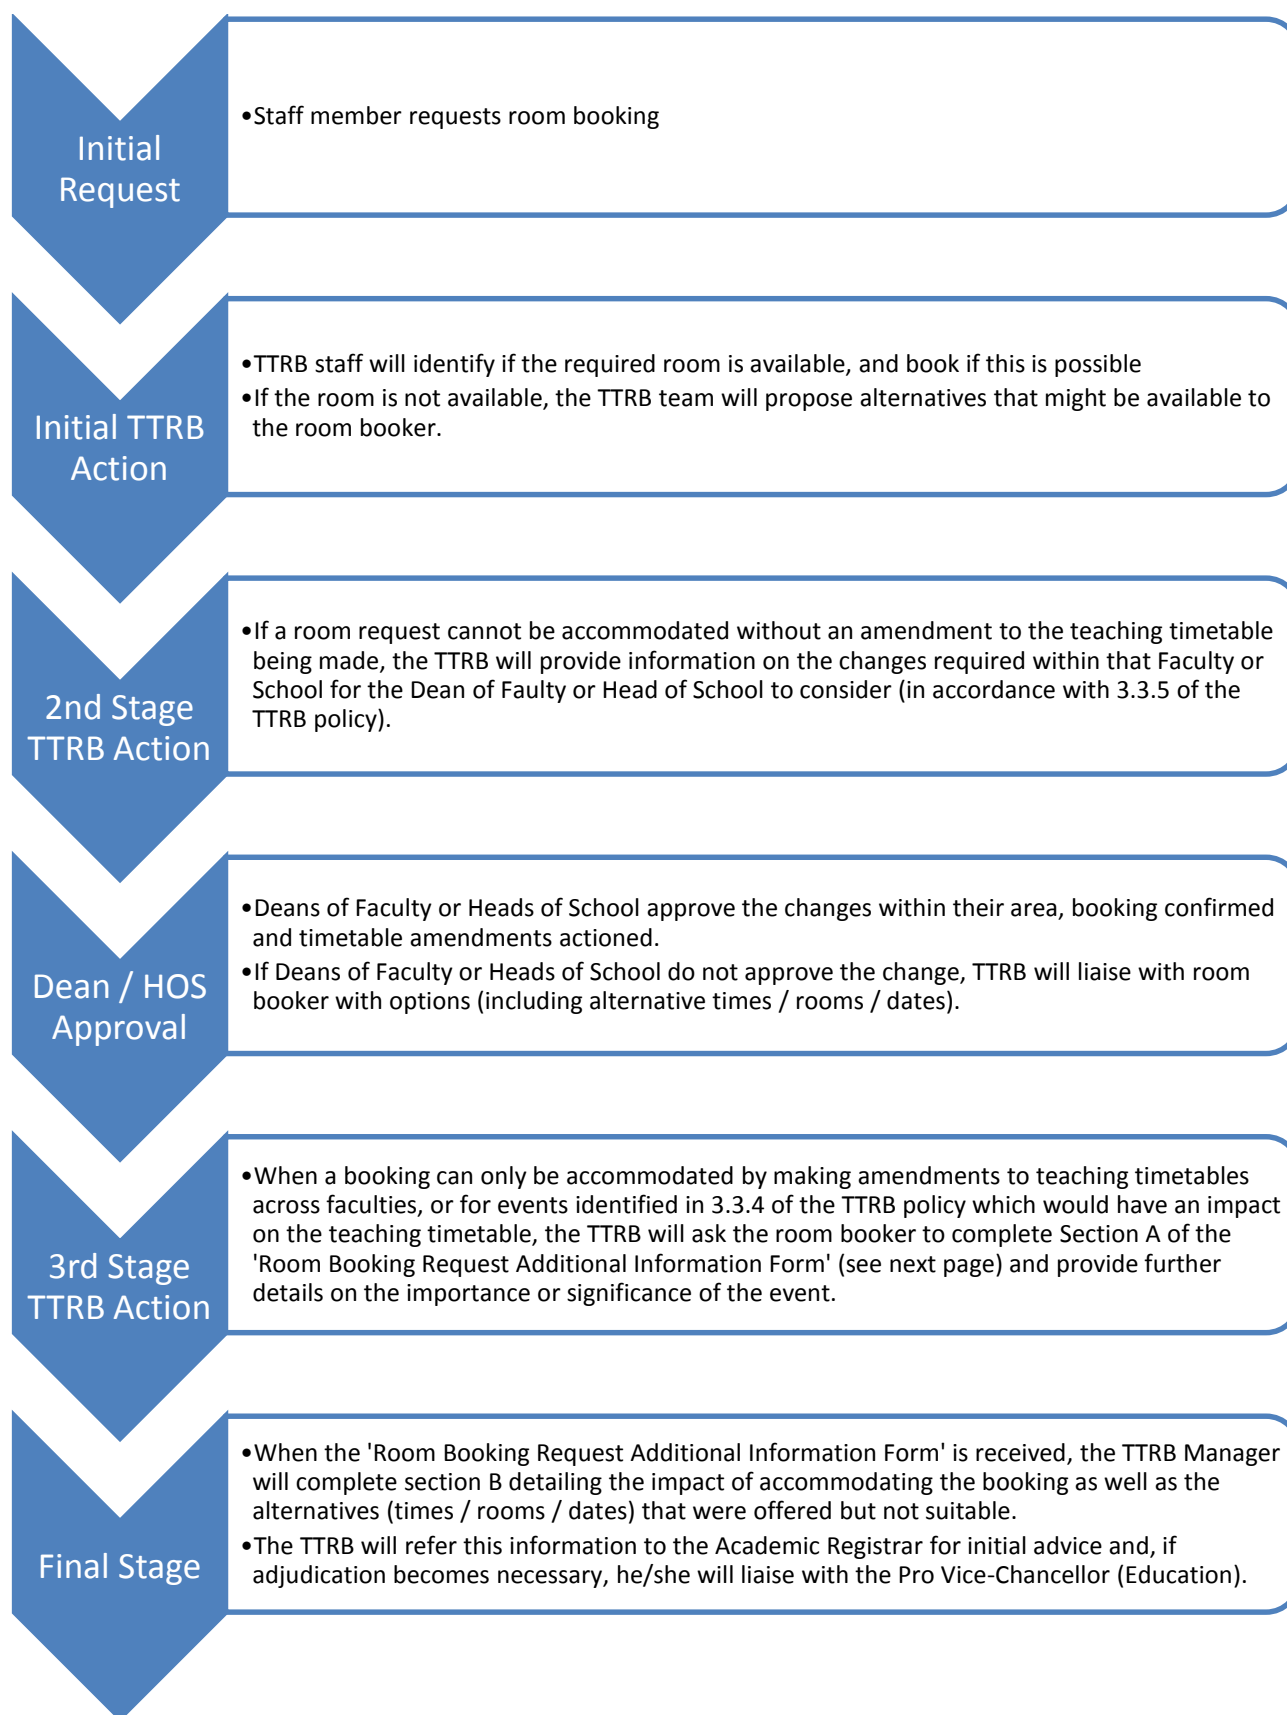 Initial
Request
•Staff member requests room booking
Initial TTRB
Action
•TTRB staff will identify if the required room is available, and book if this is possible
•If the room is not available, the TTRB team will propose alternatives that might be available to
the room booker.
2nd Stage
TTRB Action
•If a room request cannot be accommodated without an amendment to the teaching timetable
being made, the TTRB will provide information on the changes required within that Faculty or
School for the Dean of Faulty or Head of School to consider (in accordance with 3.3.5 of the
TTRB policy).
Dean / HOS
Approval
•Deans of Faculty or Heads of School approve the changes within their area, booking confirmed
and timetable amendments actioned.
•If Deans of Faculty or Heads of School do not approve the change, TTRB will liaise with room
booker with options (including alternative times / rooms / dates).
3rd Stage
TTRB Action
•When a booking can only be accommodated by making amendments to teaching timetables
across faculties, or for events identified in 3.3.4 of the TTRB policy which would have an impact
on the teaching timetable, the TTRB will ask the room booker to complete Section A of the
'Room Booking Request Additional Information Form' (see next page) and provide further
details on the importance or significance of the event.
Final Stage
•When the 'Room Booking Request Additional Information Form' is received, the TTRB Manager
will complete section B detailing the impact of accommodating the booking as well as the
alternatives (times / rooms / dates) that were offered but not suitable.
•The TTRB will refer this information to the Academic Registrar for initial advice and, if
adjudication becomes necessary, he/she will liaise with the Pro Vice-Chancellor (Education).